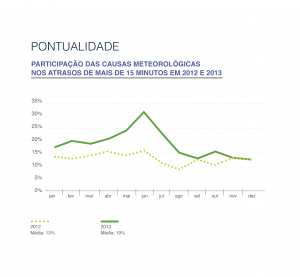 PONTUALIDADE
PARTICIPAÇÃO DAS CAUSAS METEOROLÓGICAS
NOS ATRASOS DE MAIS DE 15 MINUTOS EM 2012 E 2013
35%
30%
25%
20%
15%
10%
5%
0%
jan fev mar abr mai jun jul ago set out nov dez
2012 2013
Média: 13% Média: 19%